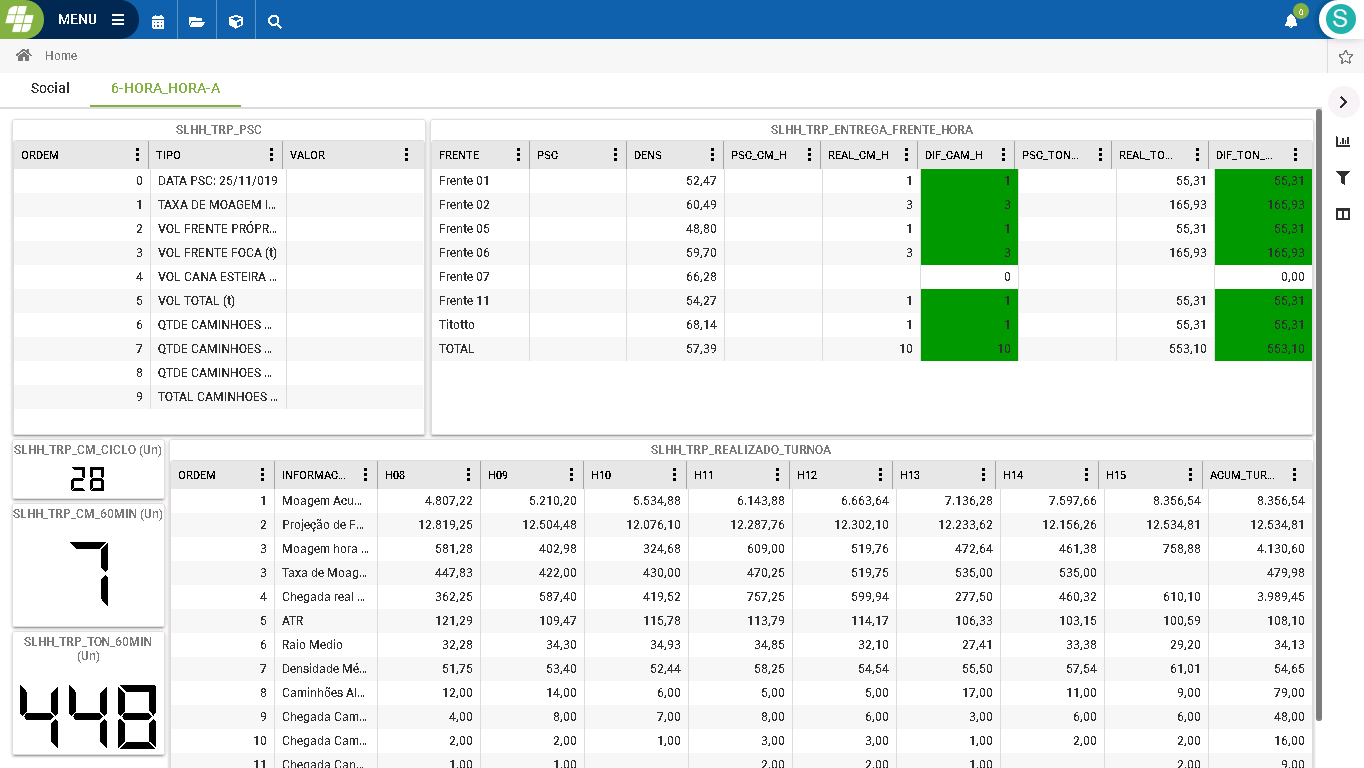 MENU
0
S
Home
Social 6-HORA_HORA-A
SLHH_TRP_PSC
ORDEM TIPO VALOR
0 DATA PSC: 25/11/019
1 TAXA DE MOAGEM I...
2 VOL FRENTE PRÓPR...
3 VOL FRENTE FOCA (t)
4 VOL CANA ESTEIRA ...
5 VOL TOTAL (t)
6 QTDE CAMINHOES ...
7 QTDE CAMINHOES ...
8 QTDE CAMINHOES ...
9 TOTAL CAMINHOES ...
SLHH_TRP_ENTREGA_FRENTE_HORA
FRENTE PSC DENS PSC_CM_H REAL_CM_H DIF_CAM_H PSC_TON... REAL_TO... DIF_TON_...
Frente 01 52,47 1 1 55,31 55,31
Frente 02 60,49 3 3 165,93 165,93
Frente 05 48,80 1 1 55,31 55,31
Frente 06 59,70 3 3 165,93 165,93
Frente 07 66,28 0 0,00
Frente 11 54,27 1 1 55,31 55,31
Titotto 68,14 1 1 55,31 55,31
TOTAL 57,39 10 10 553,10 553,10
SLHH_TRP_CM_CICLO (Un)
28
SLHH_TRP_CM_60MIN (Un)
7
SLHH_TRP_TON_60MIN
(Un)
448
SLHH_TRP_REALIZADO_TURNOA
ORDEM INFORMAC... H08 H09 H10 H11 H12 H13 H14 H15 ACUM_TUR...
1 Moagem Acu... 4.807,22 5.210,20 5.534,88 6.143,88 6.663,64 7.136,28 7.597,66 8.356,54 8.356,54
2 Projeção de F... 12.819,25 12.504,48 12.076,10 12.287,76 12.302,10 12.233,62 12.156,26 12.534,81 12.534,81
3 Moagem hora ... 581,28 402,98 324,68 609,00 519,76 472,64 461,38 758,88 4.130,60
3 Taxa de Moag... 447,83 422,00 430,00 470,25 519,75 535,00 535,00 479,98
4 Chegada real ... 362,25 587,40 419,52 757,25 599,94 277,50 460,32 610,10 3.989,45
5 ATR 121,29 109,47 115,78 113,79 114,17 106,33 103,15 100,59 108,10
6 Raio Medio 32,28 34,30 34,93 34,85 32,10 27,41 33,38 29,20 34,13
7 Densidade Mé... 51,75 53,40 52,44 58,25 54,54 55,50 57,54 61,01 54,65
8 Caminhões Al... 12,00 14,00 6,00 5,00 5,00 17,00 11,00 9,00 79,00
9 Chegada Cam... 4,00 8,00 7,00 8,00 6,00 3,00 6,00 6,00 48,00
10 Chegada Cam... 2,00 2,00 1,00 3,00 3,00 1,00 2,00 2,00 16,00
11 Chegada Can... 1,00 1,00 2,00 2,00 1,00 2,00 9,00